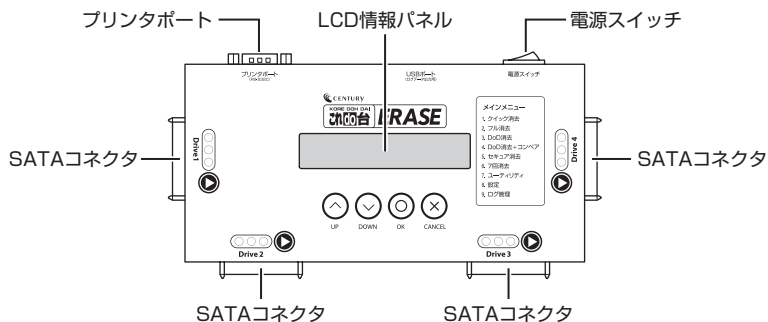 プリンタポート
LCD情報パネル
電源スイッチ
プリンタポート
USBポート
電源スイッチ
CENTURY
KORE DOH DAI
これdo台 ERASE
メインメニュー
1. クイック消去
2. フル消去
3. DoD消去
4. DoD消去+コンペア
5. セキュア消去
6. 7回消去
7. ユーティリティ
8. 設定
9. ログ管理
Drive 1
Drive 4
SATAコネクタ
SATAコネクタ
UP
DOWN
OK
CANCEL
Drive 2
Drive 3
SATAコネクタ
SATAコネクタ